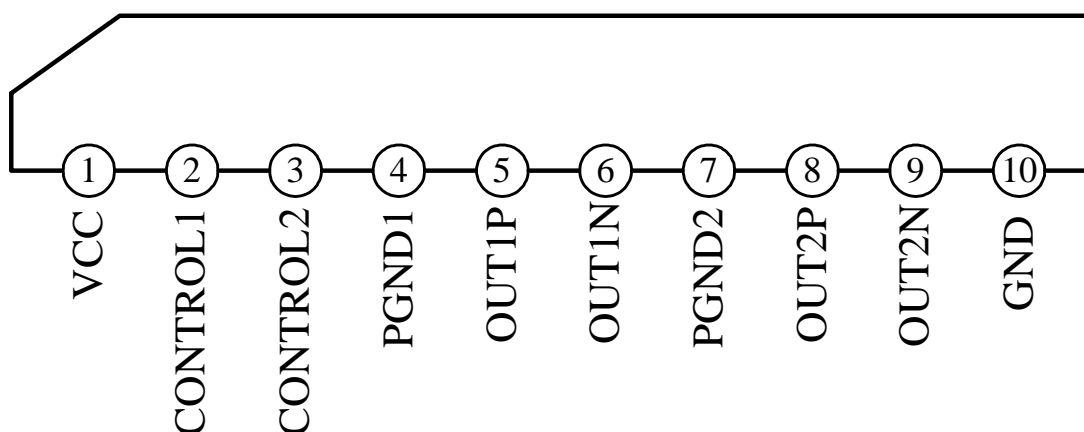 1 2 3 4 5 6 7 8 9 10
VCC
CONTROL1
CONTROL2
PGND1
OUT1P
OUT1N
PGND2
OUT2P
OUT2N
GND